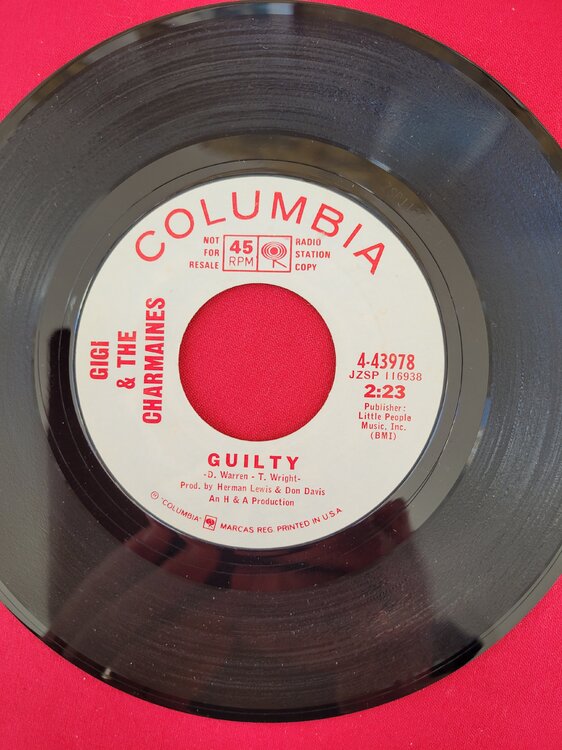 COLUMBIA
NOT
FOR
RESALE
45
RPM
RADIO
STATION
COPY
GIGI
& THE
CHARMAINES
4-43978
JZSP 116938
2:23
Publisher:
Little People
Music, Inc.
(BMI)
GUILTY
-D. Warren - T. Wright-
Prod. by Herman Lewis & Don Davis
An H & A Production
℗ "COLUMBIA" MARCAS REG. PRINTED IN U.S.A